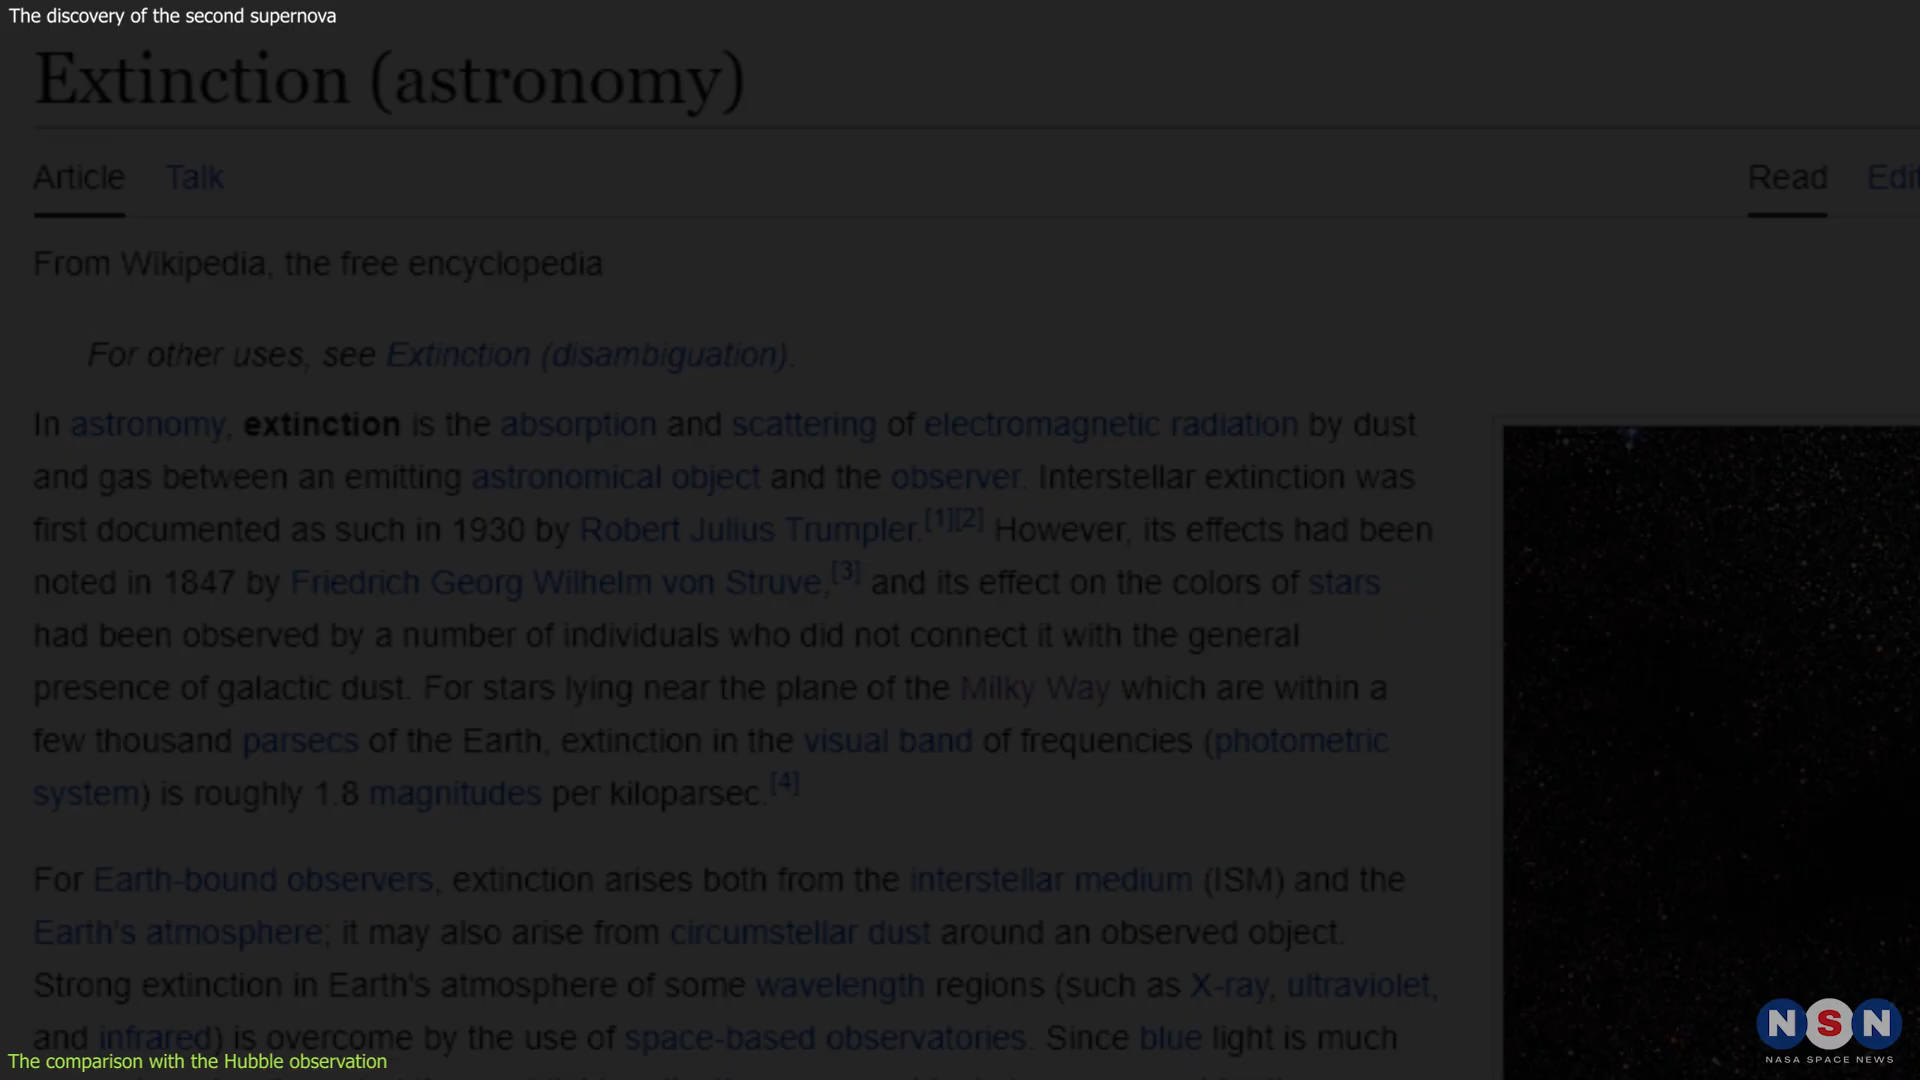 The discovery of the second supernova
Extinction (astronomy)
Article Talk Read Edit
From Wikipedia, the free encyclopedia
For other uses, see Extinction (disambiguation).
In astronomy, extinction is the absorption and scattering of electromagnetic radiation by dust
and gas between an emitting astronomical object and the observer. Interstellar extinction was
first documented as such in 1930 by Robert Julius Trumpler.[1][2] However, its effects had been
noted in 1847 by Friedrich Georg Wilhelm von Struve,[3] and its effect on the colors of stars
had been observed by a number of individuals who did not connect it with the general
presence of galactic dust. For stars lying near the plane of the Milky Way which are within a
few thousand parsecs of the Earth, extinction in the visual band of frequencies (photometric
system) is roughly 1.8 magnitudes per kiloparsec.[4]
For Earth-bound observers, extinction arises both from the interstellar medium (ISM) and the
Earth's atmosphere; it may also arise from circumstellar dust around an observed object.
Strong extinction in Earth's atmosphere of some wavelength regions (such as X-ray, ultraviolet,
and infrared) is overcome by the use of space-based observatories. Since blue light is much
The comparison with the Hubble observation
NSN
NASA SPACE NEWS